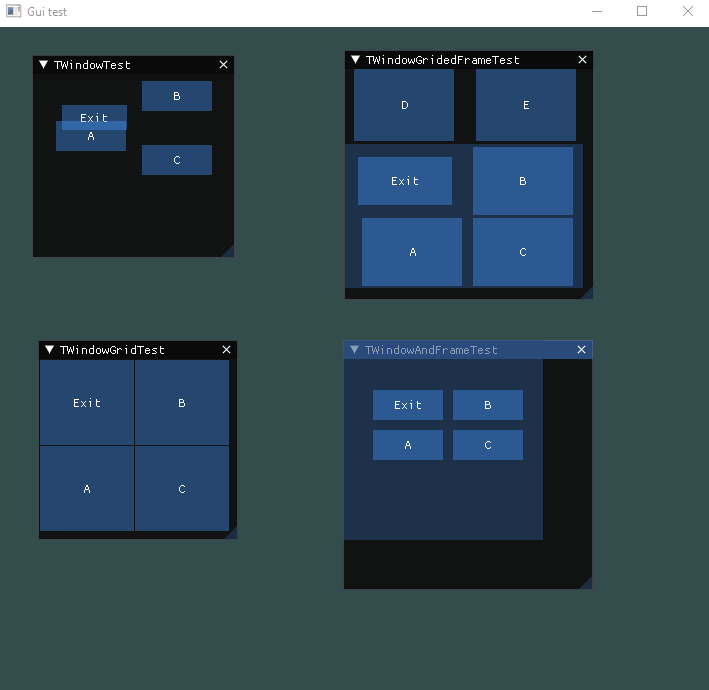 Gui test
TWindowTest
B
Exit
A
C
TWindowGridedFrameTest
D E
Exit B
A C
TWindowGridTest
Exit B
A C
TWindowAndFrameTest
Exit B
A C